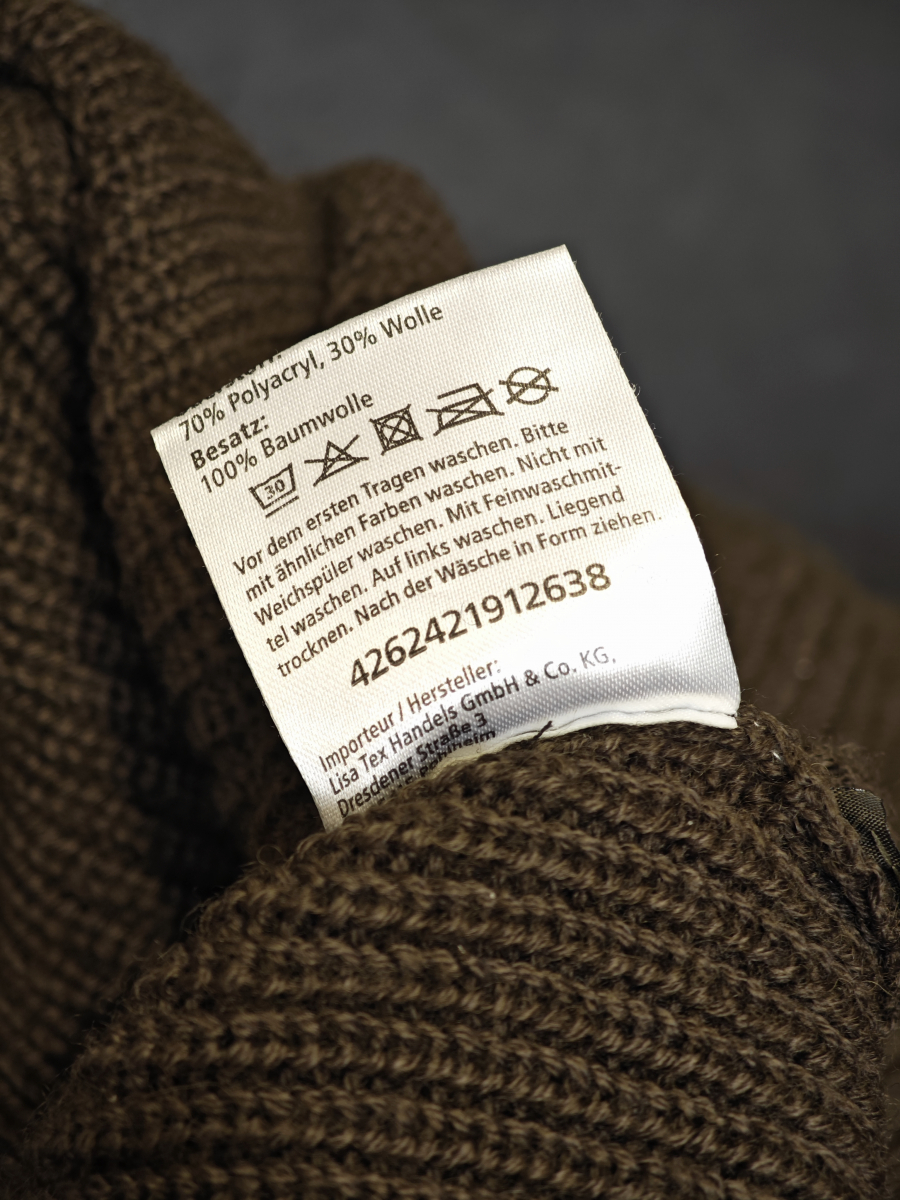 70% Polyacryl, 30% Wolle
Besatz:
100% Baumwolle
30
Vor dem ersten Tragen waschen. Bitte
mit ähnlichen Farben waschen. Nicht mit
Weichspüler waschen. Mit Feinwaschmit-
tel waschen. Auf links waschen. Liegend
trocknen. Nach der Wäsche in Form ziehen.
4262421912638
Importeur / Hersteller:
Lisa Tex Handels GmbH & Co. KG,
Dresdener Straße 3